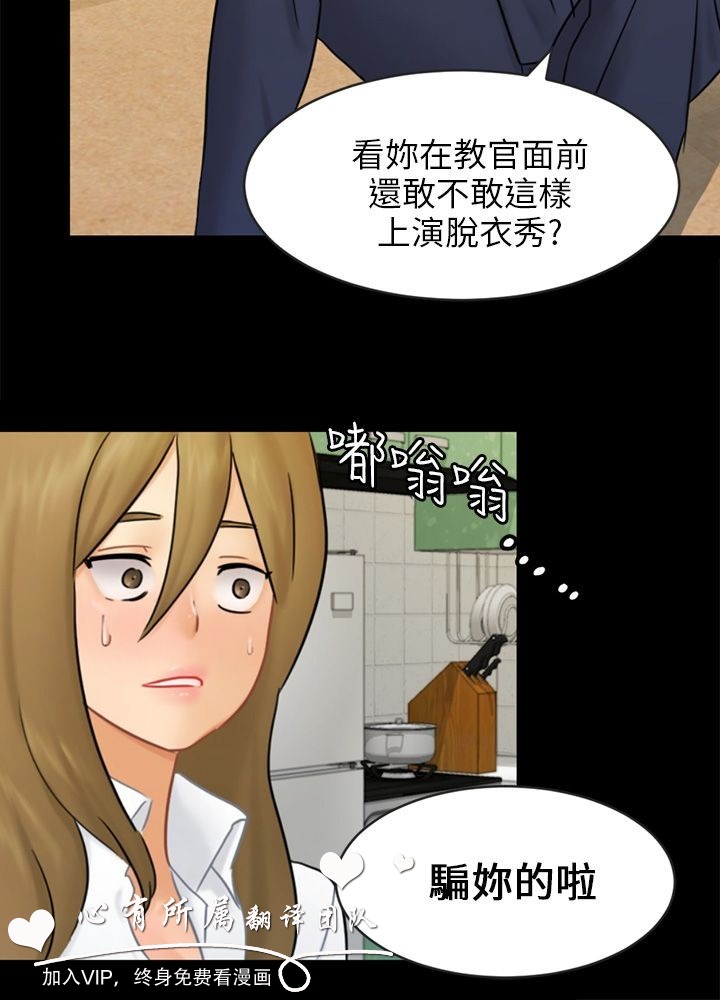 看妳在教官面前
還敢不敢這樣
上演脫衣秀?
嘟嗡嗡
騙妳的啦
心有所属翻译团队
加入VIP，终身免费看漫画